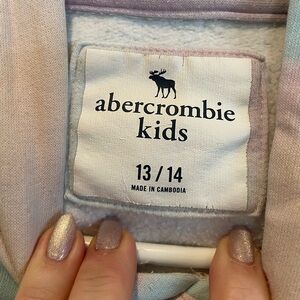 abercrombie
kids
13 / 14
MADE IN CAMBODIA